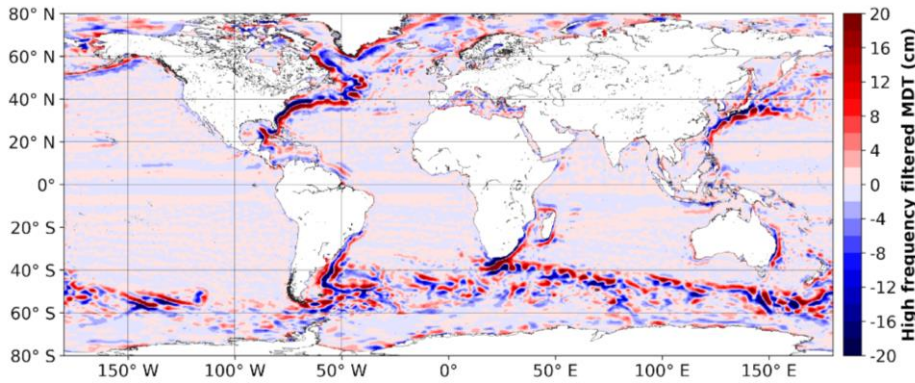 80° N
60° N
40° N
20° N
0°
20° S
40° S
60° S
80° S
150° W
100° W
50° W
0°
50° E
100° E
150° E
20
16
12
8
4
0
-4
-8
-12
-16
-20
High frequency filtered MDT (cm)